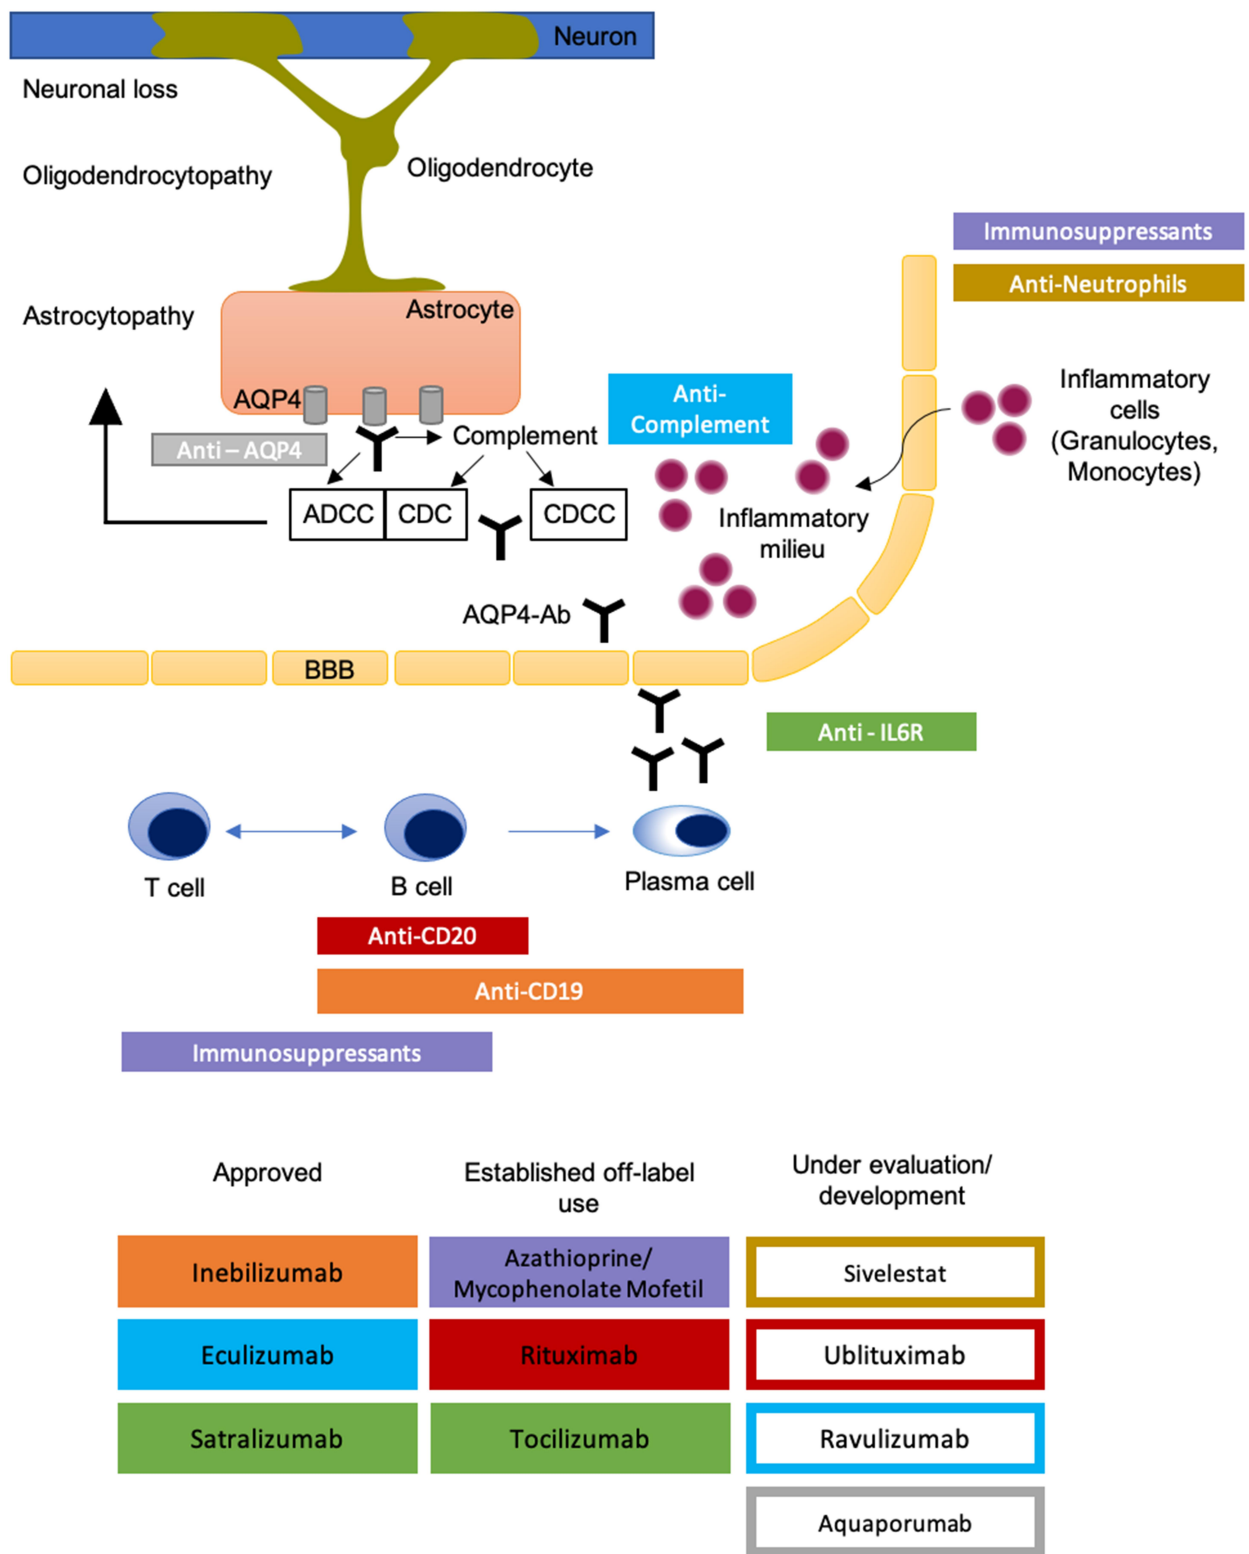 Neuron
Neuronal loss
Oligodendrocytopathy
Oligodendrocyte
Immunosuppressants
Anti-Neutrophils
Astrocytopathy
Astrocyte
AQP4
Anti – AQP4
Complement
Anti-
Complement
Inflammatory
cells
(Granulocytes,
Monocytes)
ADCC
CDC
CDCC
Inflammatory
milieu
AQP4-Ab
BBB
Anti - IL6R
T cell
B cell
Plasma cell
Anti-CD20
Anti-CD19
Immunosuppressants
Approved
Established off-label
use
Under evaluation/
development
Inebilizumab
Azathioprine/
Mycophenolate Mofetil
Sivelestat
Eculizumab
Rituximab
Ublituximab
Satralizumab
Tocilizumab
Ravulizumab
Aquaporumab